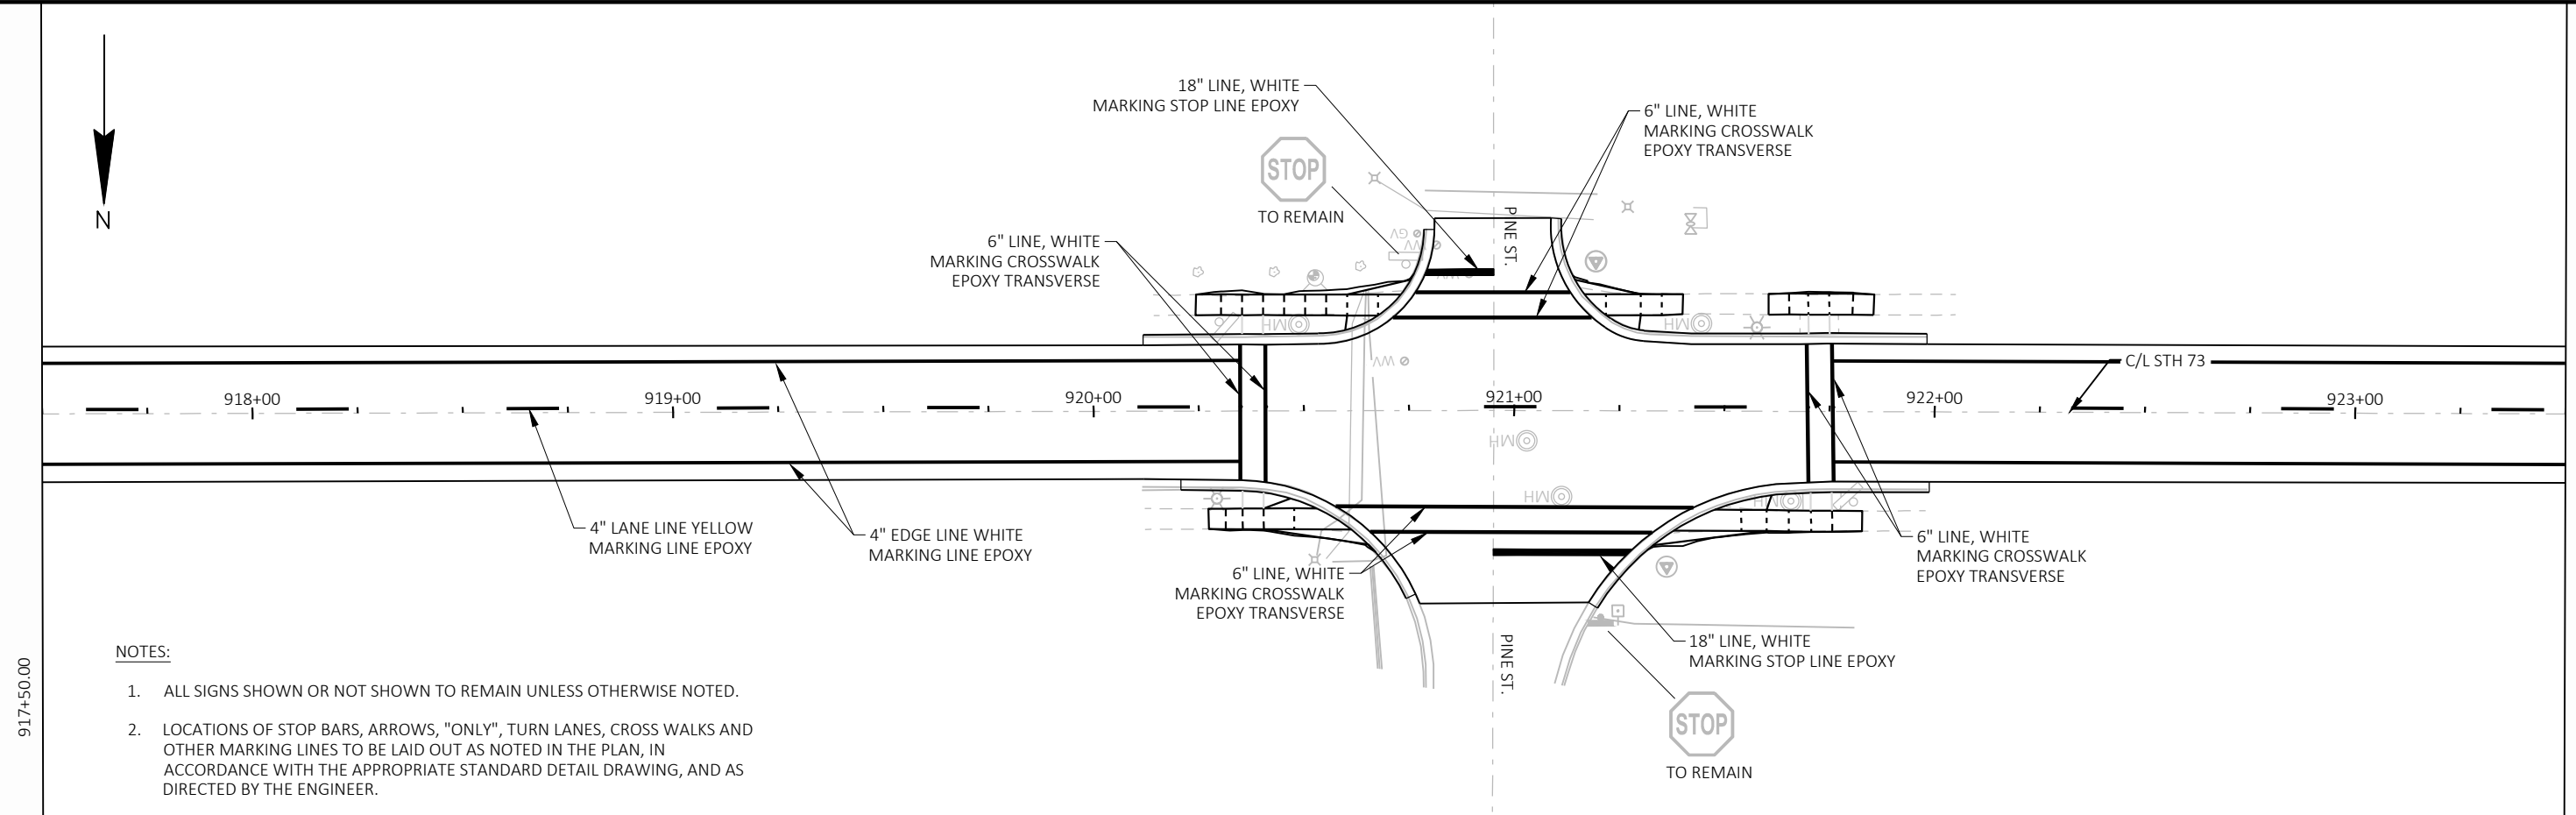 18" LINE, WHITE
MARKING STOP LINE EPOXY
6" LINE, WHITE
MARKING CROSSWALK
EPOXY TRANSVERSE
STOP
TO REMAIN
N
6" LINE, WHITE
MARKING CROSSWALK
EPOXY TRANSVERSE
GV
WV
PINE ST.
MH
MH
WV
C/L STH 73
918+00
919+00
920+00
921+00
922+00
923+00
MH
MH
MH
4" LANE LINE YELLOW
MARKING LINE EPOXY
4" EDGE LINE WHITE
MARKING LINE EPOXY
6" LINE, WHITE
MARKING CROSSWALK
EPOXY TRANSVERSE
6" LINE, WHITE
MARKING CROSSWALK
EPOXY TRANSVERSE
18" LINE, WHITE
MARKING STOP LINE EPOXY
PINE ST.
STOP
TO REMAIN
917+50.00
NOTES:
1. ALL SIGNS SHOWN OR NOT SHOWN TO REMAIN UNLESS OTHERWISE NOTED.
2. LOCATIONS OF STOP BARS, ARROWS, "ONLY", TURN LANES, CROSS WALKS AND
OTHER MARKING LINES TO BE LAID OUT AS NOTED IN THE PLAN, IN
ACCORDANCE WITH THE APPROPRIATE STANDARD DETAIL DRAWING, AND AS
DIRECTED BY THE ENGINEER.